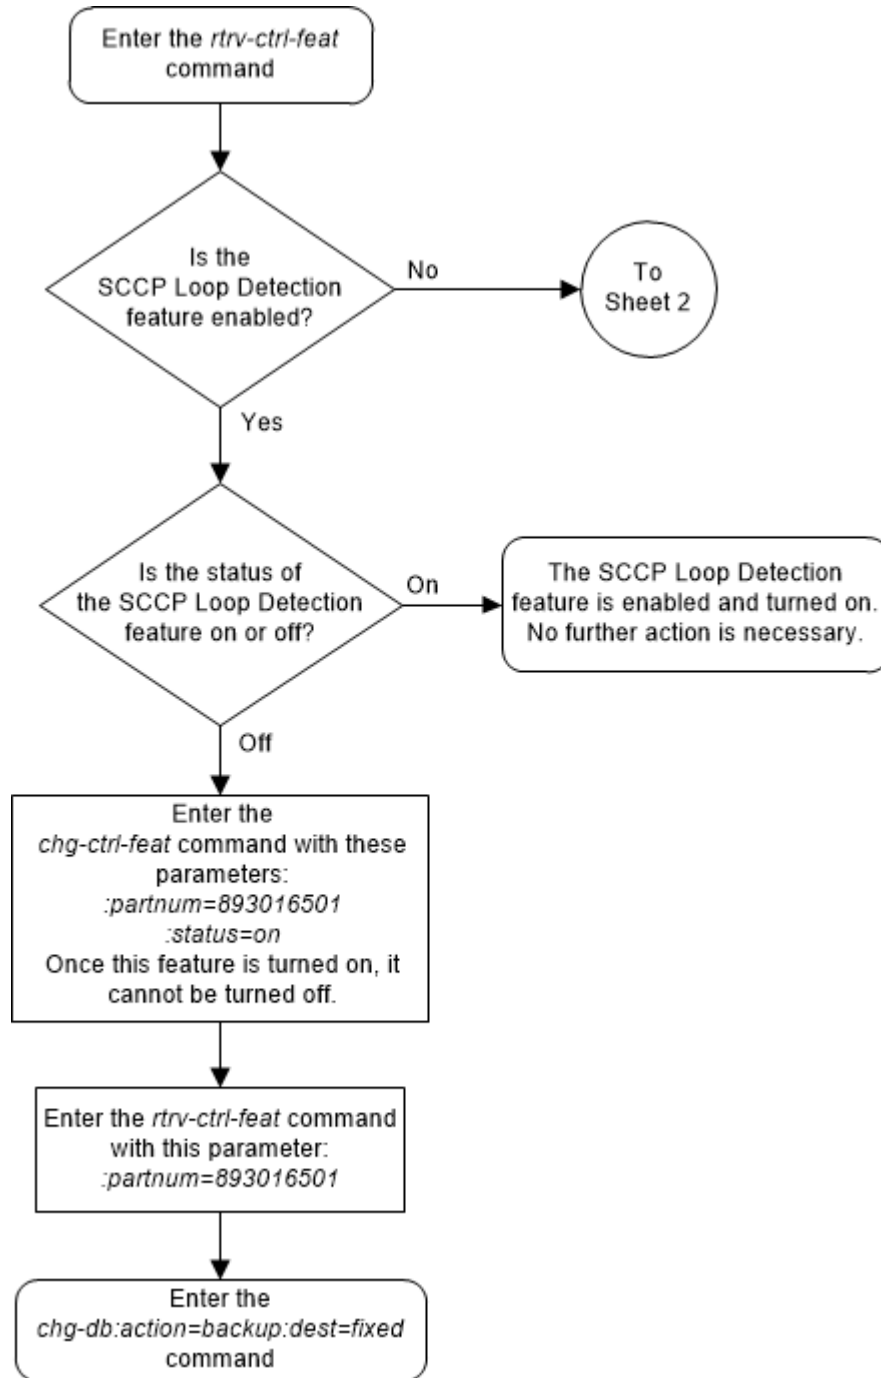 Enter the rtrv-ctrl-feat
command
Is the
SCCP Loop Detection
feature enabled?
No
To
Sheet 2
Yes
Is the status of
the SCCP Loop Detection
feature on or off?
On
The SCCP Loop Detection
feature is enabled and turned on.
No further action is necessary.
Off
Enter the
chg-ctrl-feat command with these
parameters:
:partnum=893016501
:status=on
Once this feature is turned on, it
cannot be turned off.
Enter the rtrv-ctrl-feat command
with this parameter:
:partnum=893016501
Enter the
chg-db:action=backup:dest=fixed
command